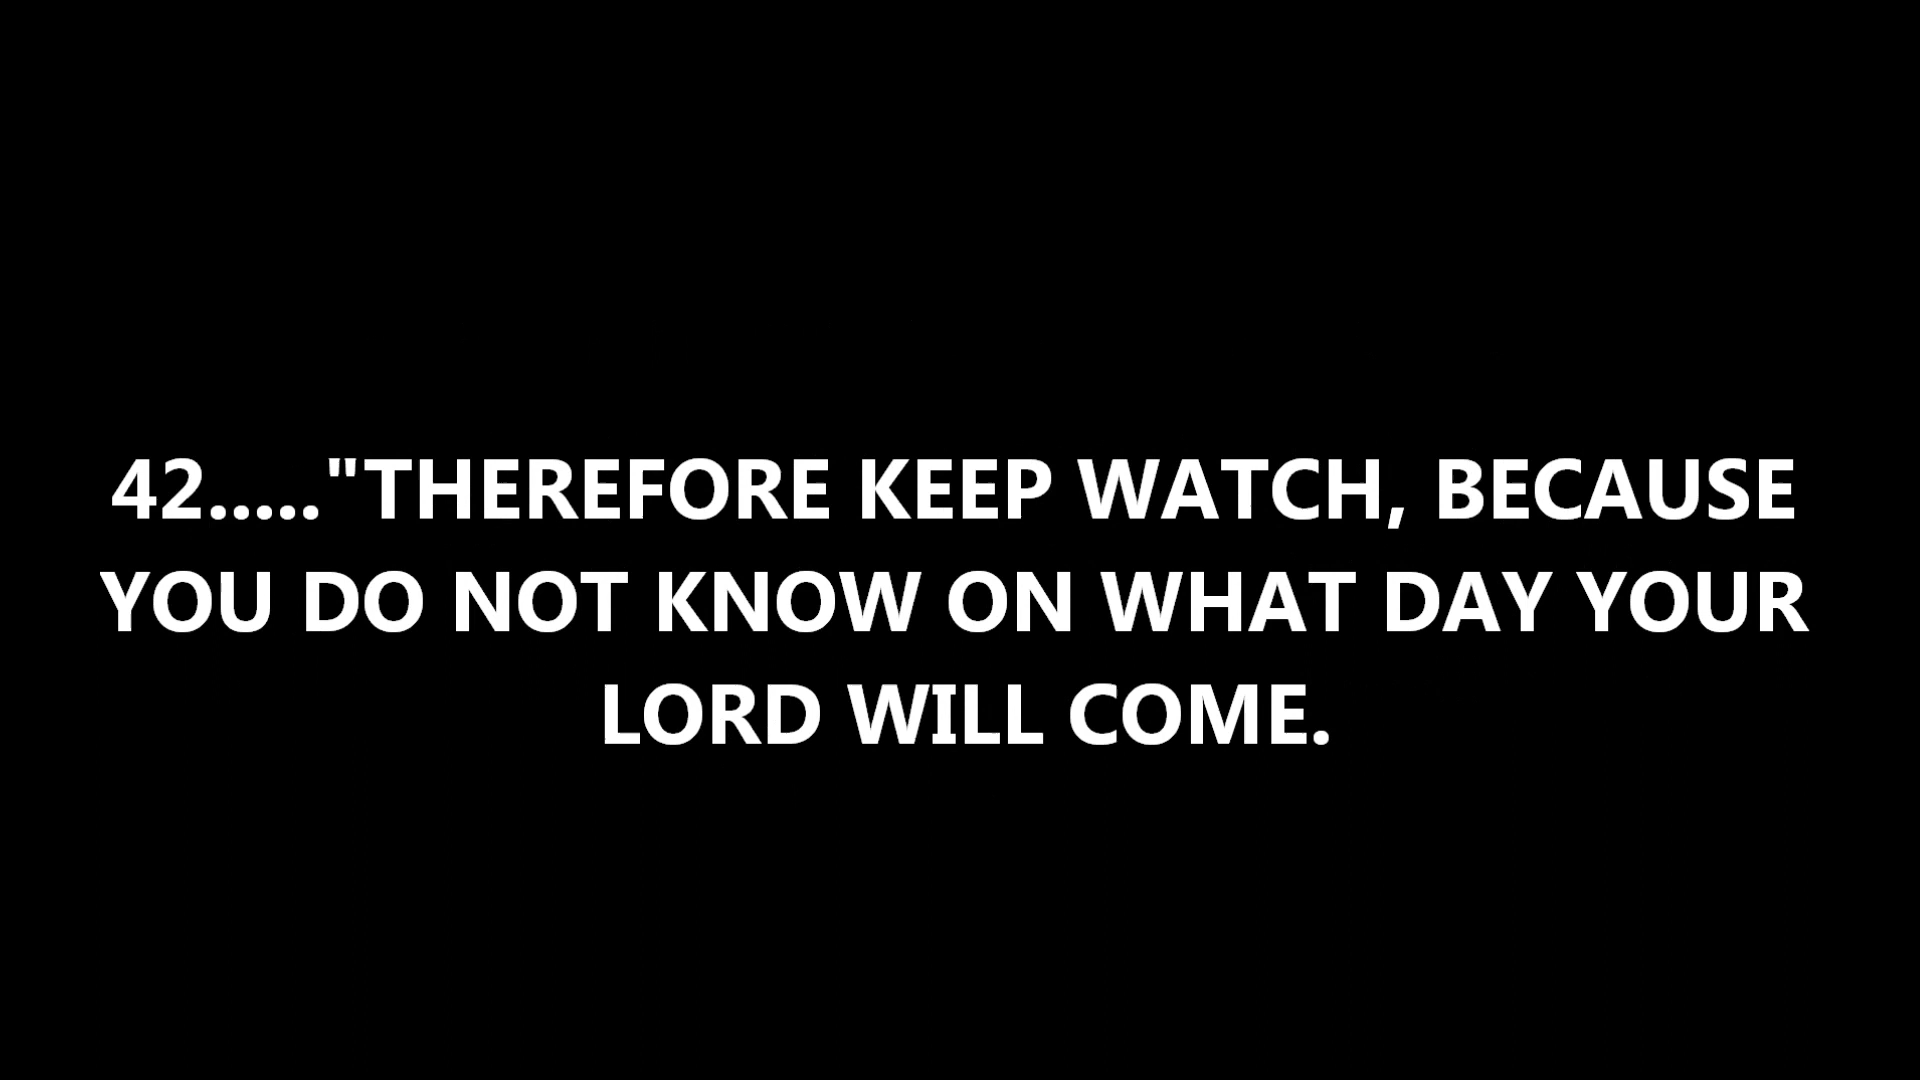 42....."THEREFORE KEEP WATCH, BECAUSE
YOU DO NOT KNOW ON WHAT DAY YOUR
LORD WILL COME.